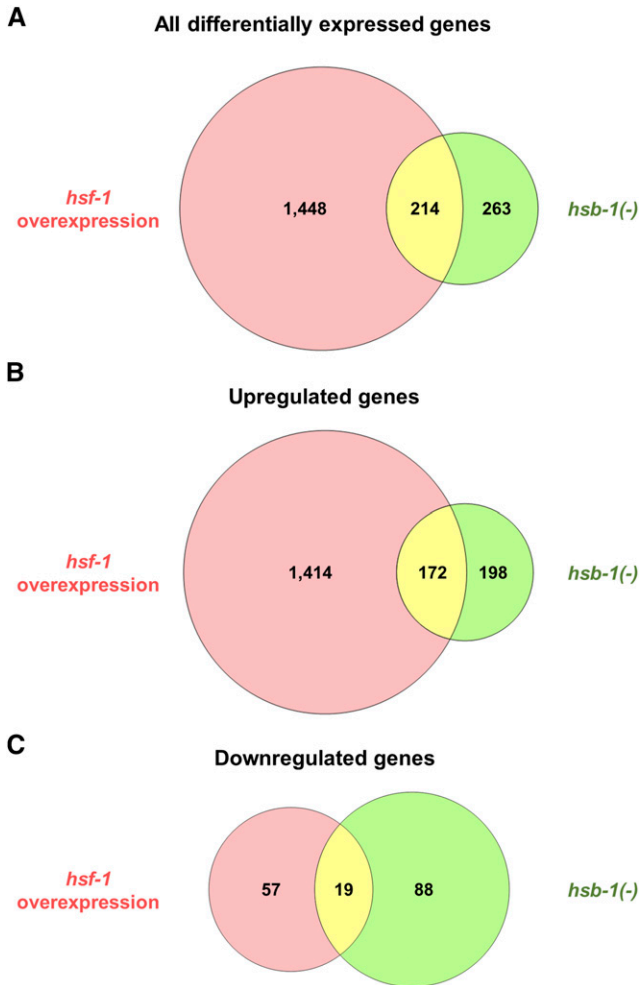 A
All differentially expressed genes
hsf-1
overexpression
1,448
214
263
hsb-1(-)
B
Upregulated genes
hsf-1
overexpression
1,414
172
198
hsb-1(-)
C
Downregulated genes
hsf-1
overexpression
57
19
88
hsb-1(-)